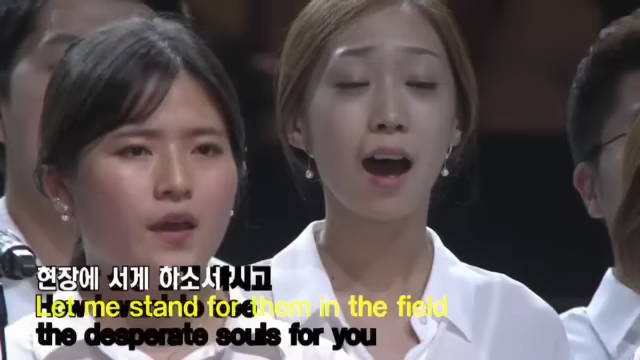 현장에 서게 하소서
Let me stand for them in the field
the desperate souls for you